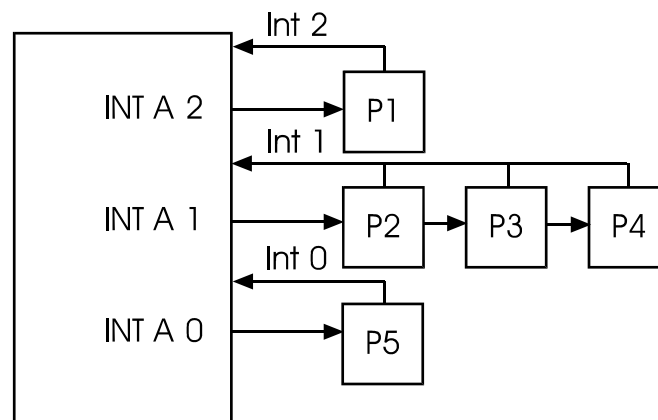 Int 2
INT A 2
P1
Int 1
INT A 1
P2
P3
P4
Int 0
INT A 0
P5